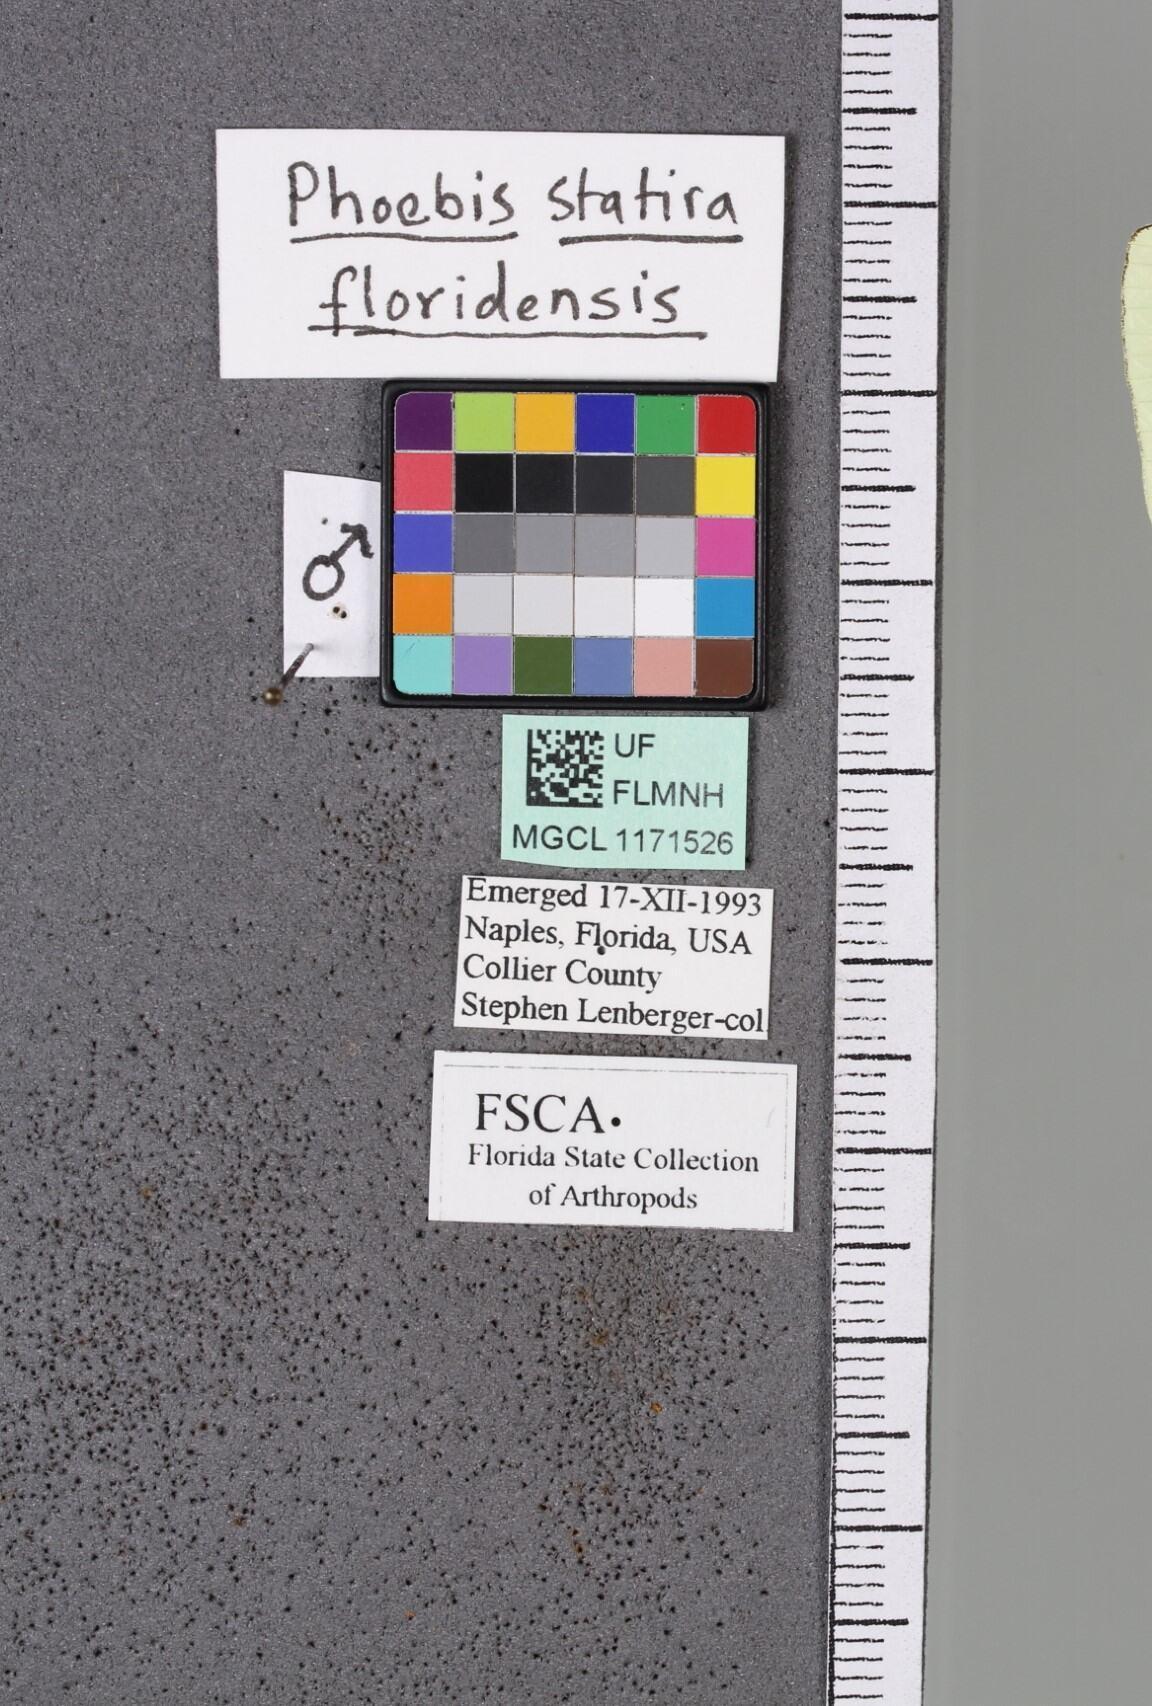 Phoebis statira
floridensis
♂
UF
FLMNH
MGCL 1171526
Emerged 17-XII-1993
Naples, Florida, USA
Collier County
Stephen Lenberger-col
FSCA.
Florida State Collection
of Arthropods